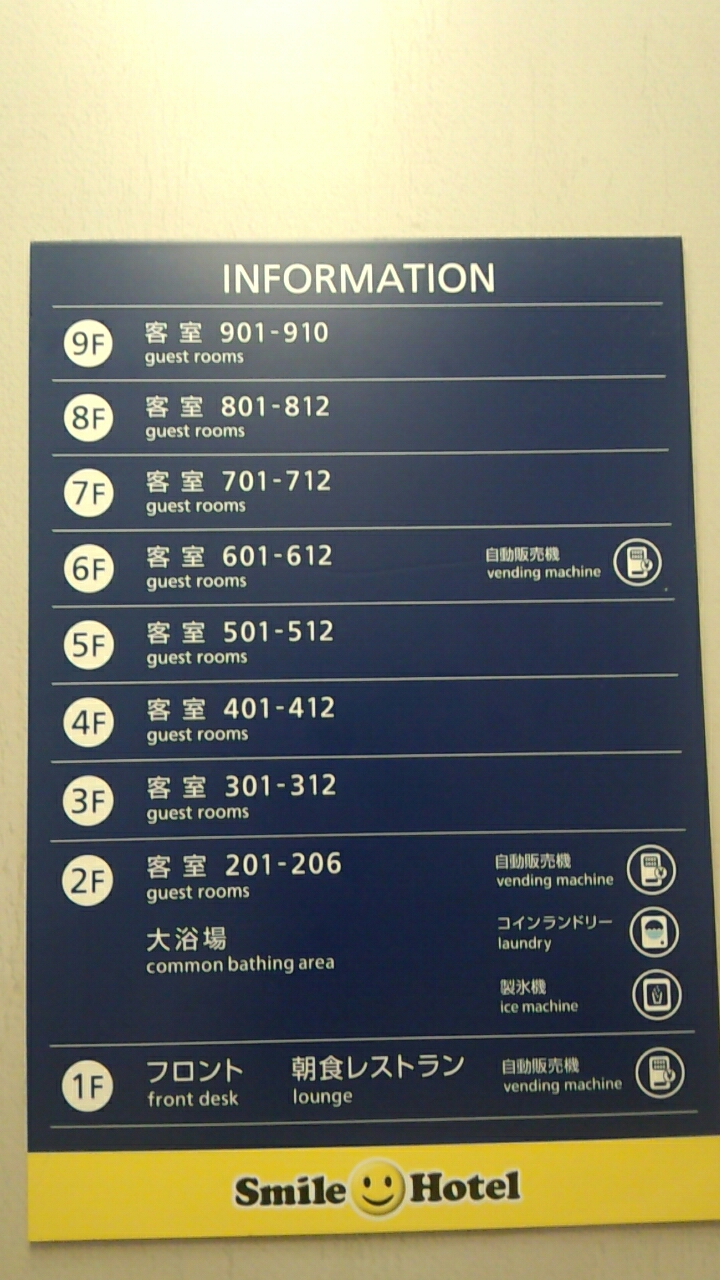 INFORMATION
9F 客室 901-910
guest rooms
8F 客室 801-812
guest rooms
7F 客室 701-712
guest rooms
6F 客室 601-612 自動販売機
guest rooms vending machine
5F 客室 501-512
guest rooms
4F 客室 401-412
guest rooms
3F 客室 301-312
guest rooms
2F 客室 201-206 自動販売機
guest rooms vending machine
大浴場 コインランドリー
common bathing area laundry
製氷機
ice machine
1F フロント 朝食レストラン 自動販売機
front desk lounge vending machine
Smile Hotel